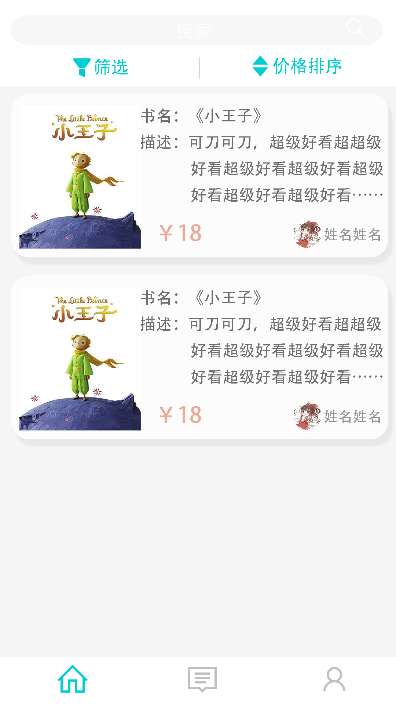 搜索
筛选
价格排序
The Little Prince
小王子
书名：《小王子》
描述：可刀可刀，超级好看超超级
好看超级好看超级好看超级
好看超级好看超级好看……
￥18
姓名姓名
The Little Prince
小王子
书名：《小王子》
描述：可刀可刀，超级好看超超级
好看超级好看超级好看超级
好看超级好看超级好看……
￥18
姓名姓名